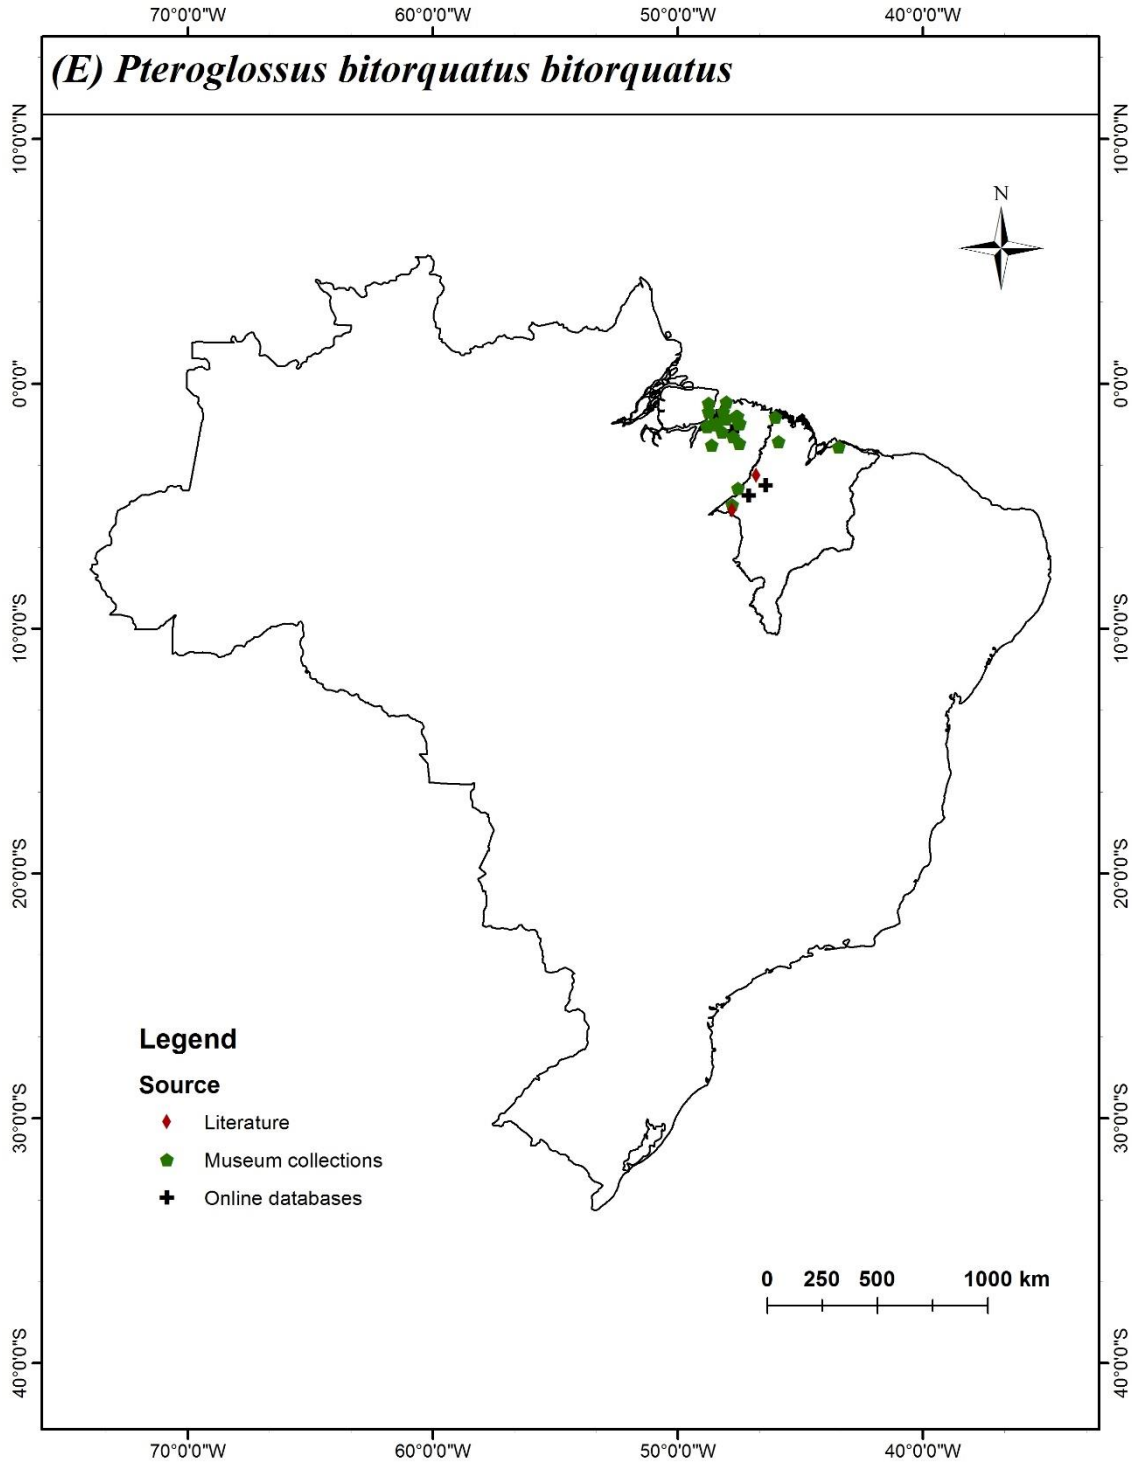 70°0'0"W 60°0'0"W 50°0'0"W 40°0'0"W
(E) Pteroglossus bitorquatus bitorquatus
10°0'0"N 10°0'0"N
N
0°0'0" 0°0'0"
10°0'0"S 10°0'0"S
20°0'0"S 20°0'0"S
Legend
Source
Literature
30°0'0"S 30°0'0"S
Museum collections
Online databases
0 250 500 1000 km
40°0'0"S 40°0'0"S
70°0'0"W 60°0'0"W 50°0'0"W 40°0'0"W